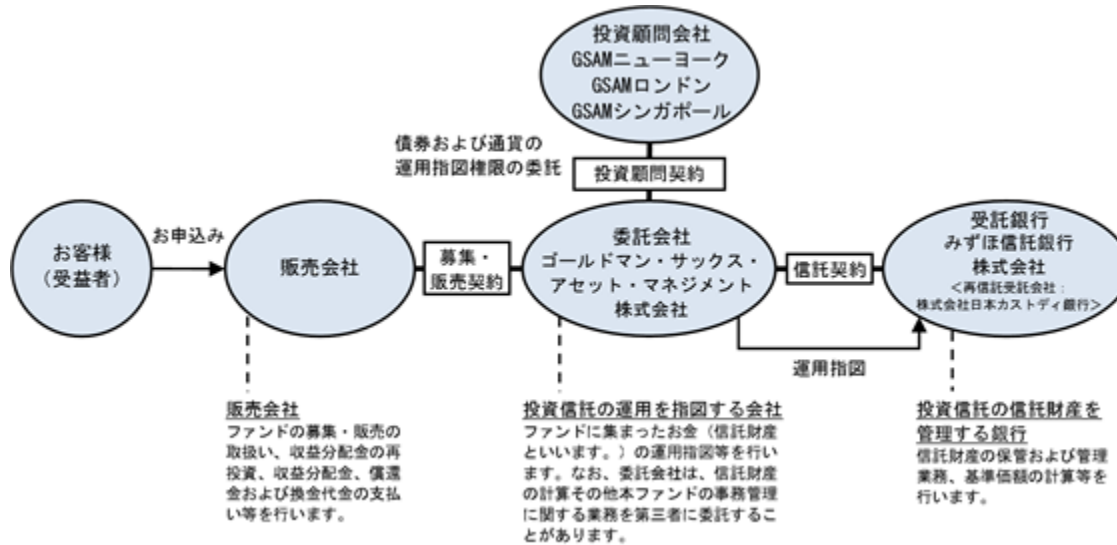 投資顧問会社
GSAMニューヨーク
GSAMロンドン
GSAMシンガポール
債券および通貨の
運用指図権限の委託
投資顧問契約
お客様
（受益者）
お申込み
販売会社
募集・
販売契約
委託会社
ゴールドマン・サックス・
アセット・マネジメント
株式会社
信託契約
受託銀行
みずほ信託銀行
株式会社
＜再信託受託会社：
株式会社日本カストディ銀行＞
運用指図
販売会社
ファンドの募集・販売の
取扱い、収益分配金の再
投資、収益分配金、償還
金および換金代金の支払
い等を行います。
投資信託の運用を指図する会社
ファンドに集まったお金（信託財産
といいます。）の運用指図等を行い
ます。なお、委託会社は、信託財産
の計算その他本ファンドの事務管理
に関する業務を第三者に委託するこ
とがあります。
投資信託の信託財産を
管理する銀行
信託財産の保管および管理
業務、基準価額の計算等を
行います。